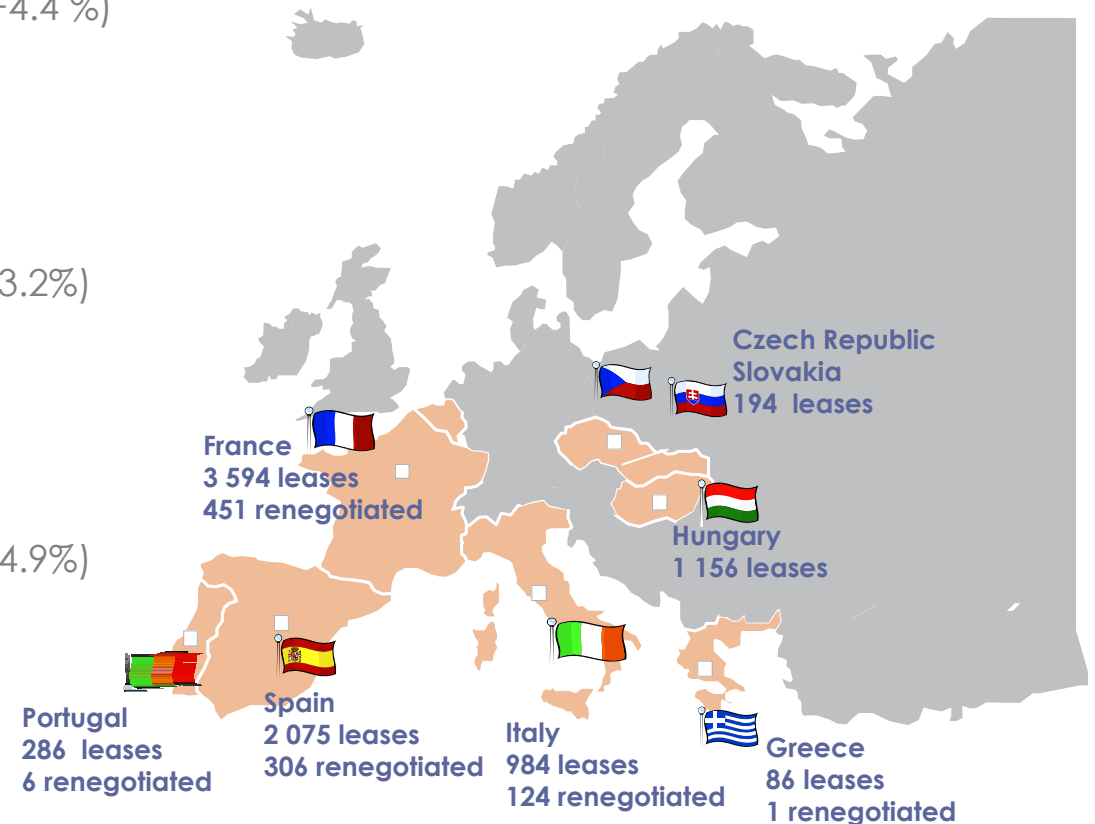 4.4 %)
3.2%)
4.9%)
Czech Republic
Slovakia
194 leases
France
3 594 leases
451 renegotiated
Hungary
1 156 leases
Portugal
286 leases
6 renegotiated
Spain
2 075 leases
306 renegotiated
Italy
984 leases
124 renegotiated
Greece
86 leases
1 renegotiated